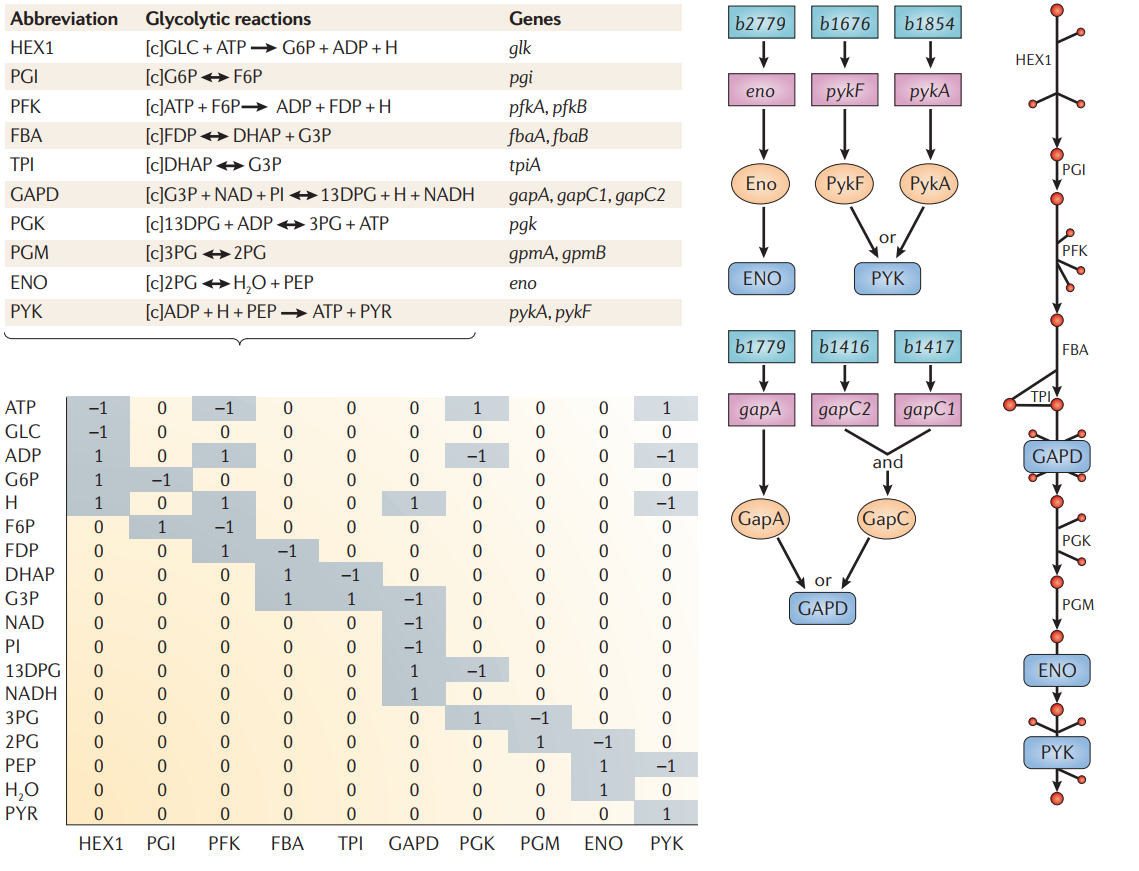 Abbreviation Glycolytic reactions Genes
HEX1 [c]GLC + ATP → G6P + ADP + H glk
PGI [c]G6P ↔ F6P pgi
PFK [c]ATP + F6P → ADP + FDP + H pfkA, pfkB
FBA [c]FDP ↔ DHAP + G3P fbaA, fbaB
TPI [c]DHAP ↔ G3P tpiA
GAPD [c]G3P + NAD + PI ↔ 13DPG + H + NADH gapA, gapC1, gapC2
PGK [c]13DPG + ADP ↔ 3PG + ATP pgk
PGM [c]3PG ↔ 2PG gpmA, gpmB
ENO [c]2PG ↔ H₂O + PEP eno
PYK [c]ADP + H + PEP → ATP + PYR pykA, pykF
ATP −1 0 −1 0 0 0 1 0 0 1
GLC −1 0 0 0 0 0 0 0 0 0
ADP 1 0 1 0 0 0 −1 0 0 −1
G6P 1 −1 0 0 0 0 0 0 0 0
H 1 0 1 0 0 1 0 0 0 −1
F6P 0 1 −1 0 0 0 0 0 0 0
FDP 0 0 1 −1 0 0 0 0 0 0
DHAP 0 0 0 1 −1 0 0 0 0 0
G3P 0 0 0 1 1 −1 0 0 0 0
NAD 0 0 0 0 0 −1 0 0 0 0
PI 0 0 0 0 0 −1 0 0 0 0
13DPG 0 0 0 0 0 1 −1 0 0 0
NADH 0 0 0 0 0 1 0 0 0 0
3PG 0 0 0 0 0 0 1 −1 0 0
2PG 0 0 0 0 0 0 0 1 −1 0
PEP 0 0 0 0 0 0 0 0 1 −1
H₂O 0 0 0 0 0 0 0 0 1 0
PYR 0 0 0 0 0 0 0 0 0 1
HEX1 PGI PFK FBA TPI GAPD PGK PGM ENO PYK
b2779 b1676 b1854
eno pykF pykA
Eno PykF PykA
or
ENO PYK
b1779 b1416 b1417
gapA gapC2 gapC1
and
GapA GapC
or
GAPD
HEX1
PGI
PFK
FBA
TPI
GAPD
PGK
PGM
ENO
PYK